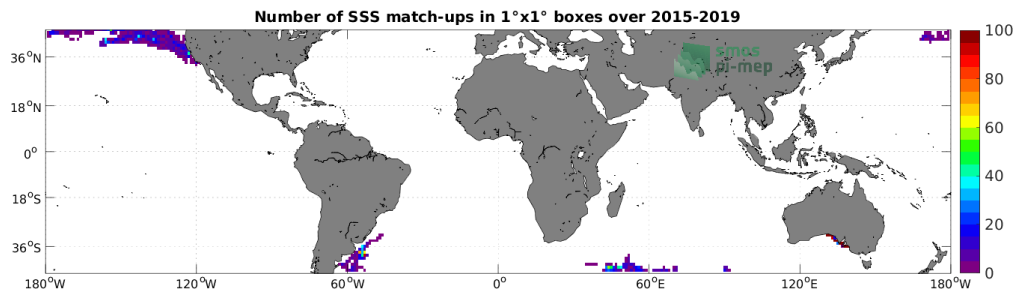 Number of SSS match-ups in 1°x1° boxes over 2015-2019
smos
pi-mep
36°N
18°N
0°
18°S
36°S
180°W
120°W
60°W
0°
60°E
120°E
180°W
100
80
60
40
20
0